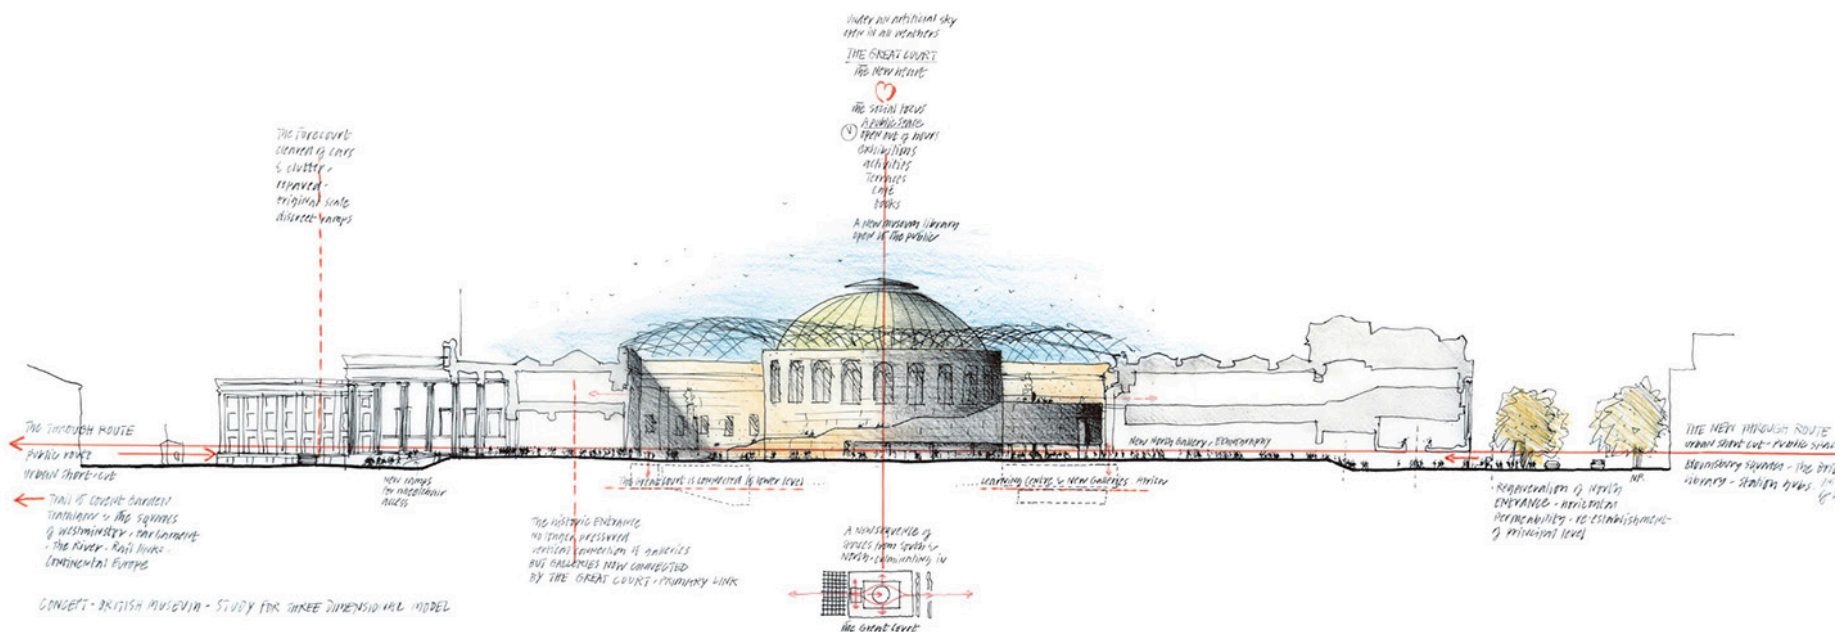 under an artificial sky
open in all weathers
THE GREAT COURT
The New heart
The social focus
A public space
open out of hours
exhibitions
activities
Terraces
café
books
A new museum library
open to the public
The Forecourt
cleared of cars
& clutter -
repaved -
original scale
discreet ramps
The THROUGH ROUTE
public route
urban short-cut
Trail to Covent Garden
Trafalgar & the squares
of Westminster - Parliament
- The River - Rail links -
Continental Europe
New ramps
for wheelchair
access
The historic ENTRANCE
no longer pressured
vertical connection of galleries
BUT GALLERIES NOW CONNECTED
BY THE GREAT COURT - PRIMARY LINK
The Great Court is connected to lower level
Learning Centre & New Galleries African
New North Gallery - Ethnography
A New sequence of
spaces from South to
North - culminating in
The Great Court
THE NEW THROUGH ROUTE
urban short cut - Public
Bloomsbury Squares - The
Library - Station hubs.
- Regeneration of North
ENTRANCE - horizontal
permeability - re-establishment
of principal level
CONCEPT - BRITISH MUSEUM - STUDY FOR THREE DIMENSIONAL MODEL